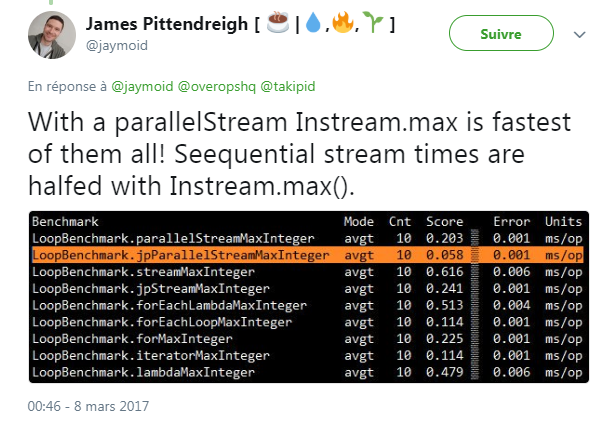 James Pittendreigh [ ☕ | 💧,🔥,🌱 ]
@jaymoid
Suivre
En réponse à @jaymoid @overopshq @takipid
With a parallelStream Instream.max is fastest
of them all! Seequential stream times are
halfed with Instream.max().
Benchmark Mode Cnt Score Error Units
LoopBenchmark.parallelStreamMaxInteger avgt 10 0.203 ▒ 0.001 ms/op
LoopBenchmark.jpParallelStreamMaxInteger avgt 10 0.058 ▒ 0.001 ms/op
LoopBenchmark.streamMaxInteger avgt 10 0.616 ▒ 0.006 ms/op
LoopBenchmark.jpStreamMaxInteger avgt 10 0.241 ▒ 0.001 ms/op
LoopBenchmark.forEachLambdaMaxInteger avgt 10 0.513 ▒ 0.004 ms/op
LoopBenchmark.forEachLoopMaxInteger avgt 10 0.114 ▒ 0.001 ms/op
LoopBenchmark.forMaxInteger avgt 10 0.225 ▒ 0.001 ms/op
LoopBenchmark.iteratorMaxInteger avgt 10 0.114 ▒ 0.001 ms/op
LoopBenchmark.lambdaMaxInteger avgt 10 0.479 ▒ 0.006 ms/op
00:46 - 8 mars 2017